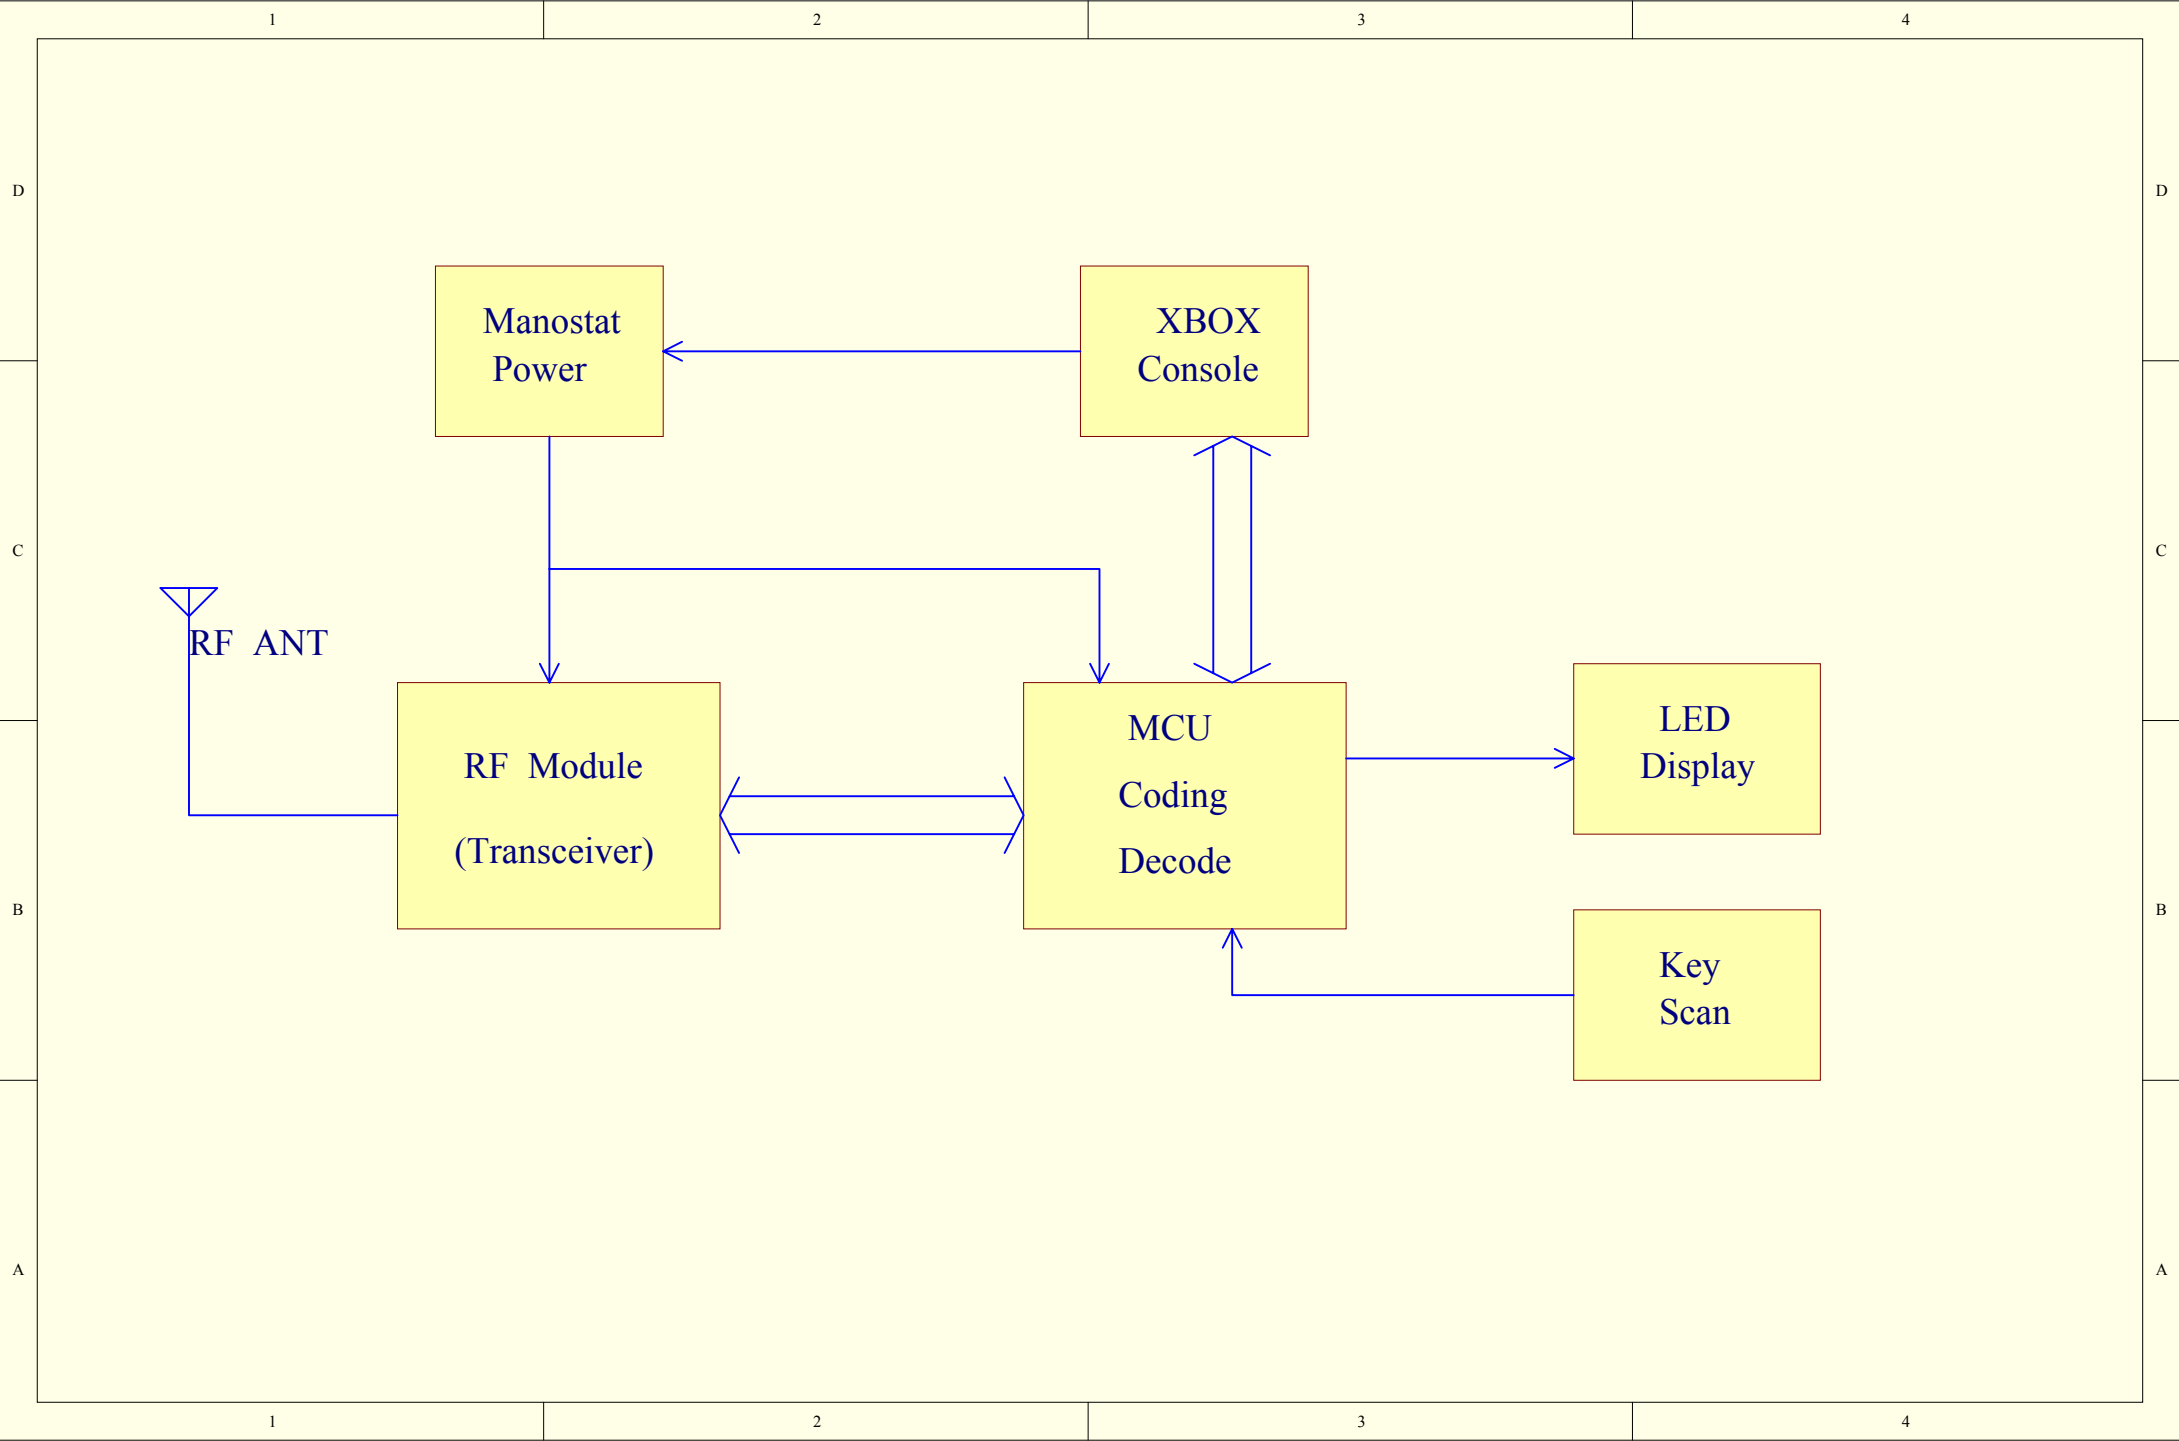 1 2 3 4
D D
Manostat
Power
XBOX
Console
C C
RF ANT
RF Module
(Transceiver)
MCU
Coding
Decode
LED
Display
B B
Key
Scan
A A
1 2 3 4